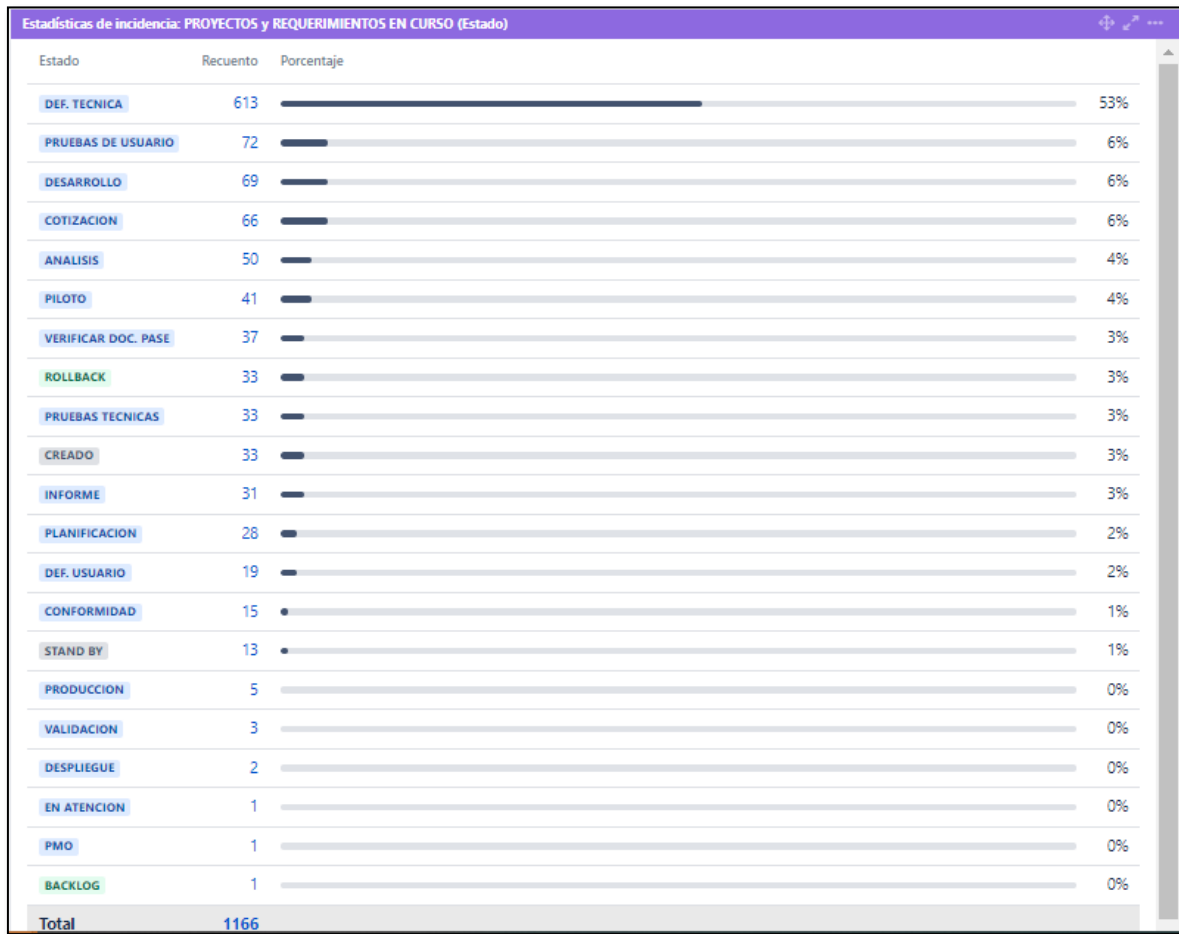 Estadísticas de incidencia: PROYECTOS y REQUERIMIENTOS EN CURSO (Estado)
Estado Recuento Porcentaje
DEF. TECNICA 613 53%
PRUEBAS DE USUARIO 72 6%
DESARROLLO 69 6%
COTIZACION 66 6%
ANALISIS 50 4%
PILOTO 41 4%
VERIFICAR DOC. PASE 37 3%
ROLLBACK 33 3%
PRUEBAS TECNICAS 33 3%
CREADO 33 3%
INFORME 31 3%
PLANIFICACION 28 2%
DEF. USUARIO 19 2%
CONFORMIDAD 15 1%
STAND BY 13 1%
PRODUCCION 5 0%
VALIDACION 3 0%
DESPLIEGUE 2 0%
EN ATENCION 1 0%
PMO 1 0%
BACKLOG 1 0%
Total 1166